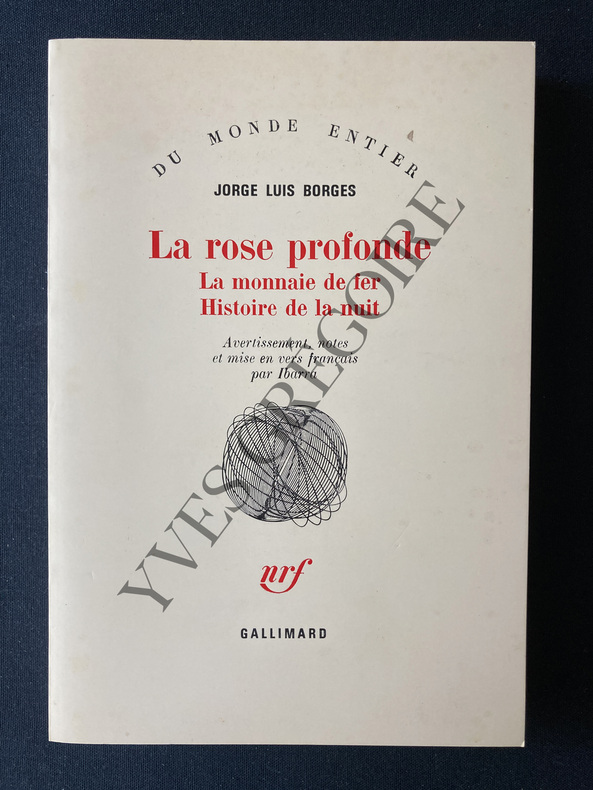 DU MONDE ENTIER
JORGE LUIS BORGES
La rose profonde
La monnaie de fer
Histoire de la nuit
Avertissement, notes
et mise en vers français
par Ibarra
nrf
GALLIMARD
YVES GRÉGOIRE